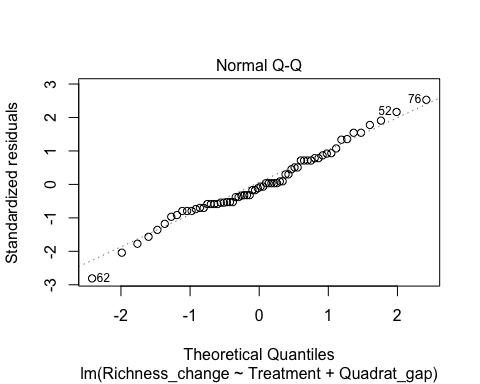 Normal Q-Q
Standardized residuals
3
2
1
0
-1
-2
-3
76
52
62
-2 -1 0 1 2
Theoretical Quantiles
lm(Richness_change ~ Treatment + Quadrat_gap)